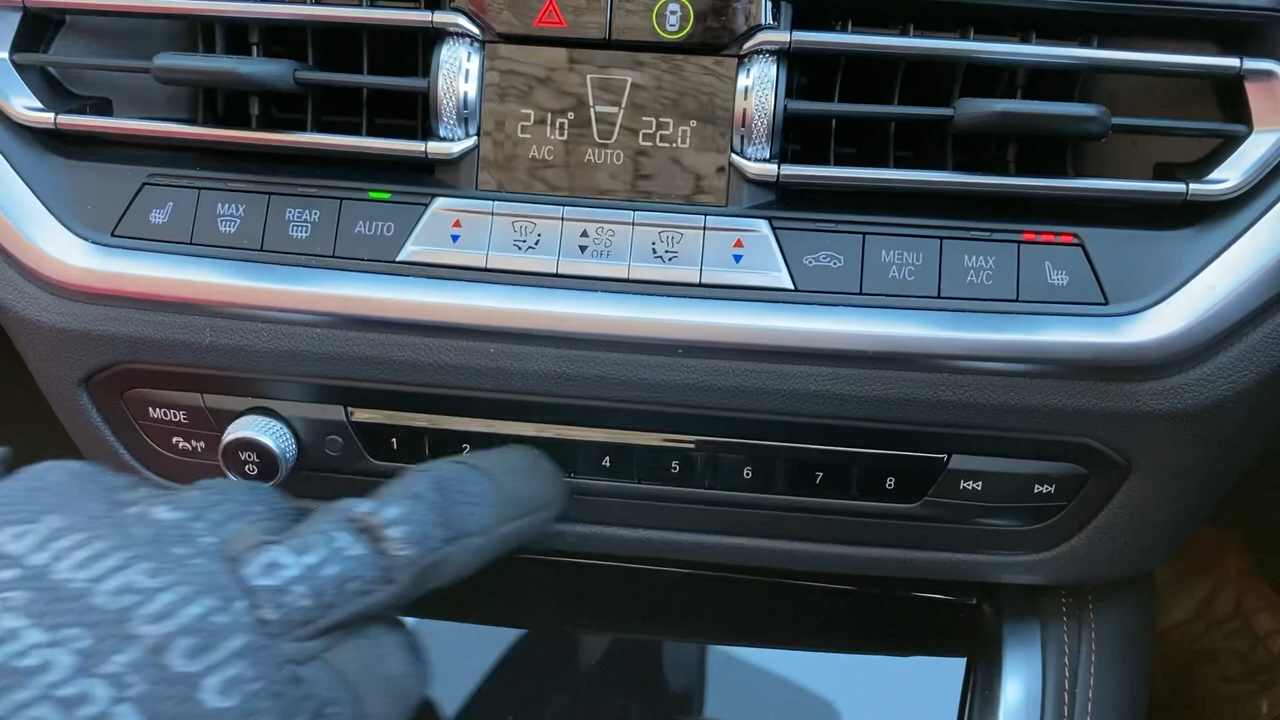 21.0° 22.0°
A/C AUTO
MAX
REAR
AUTO
OFF
MENU
A/C
MAX
A/C
MODE
VOL
1 2 4 5 6 7 8